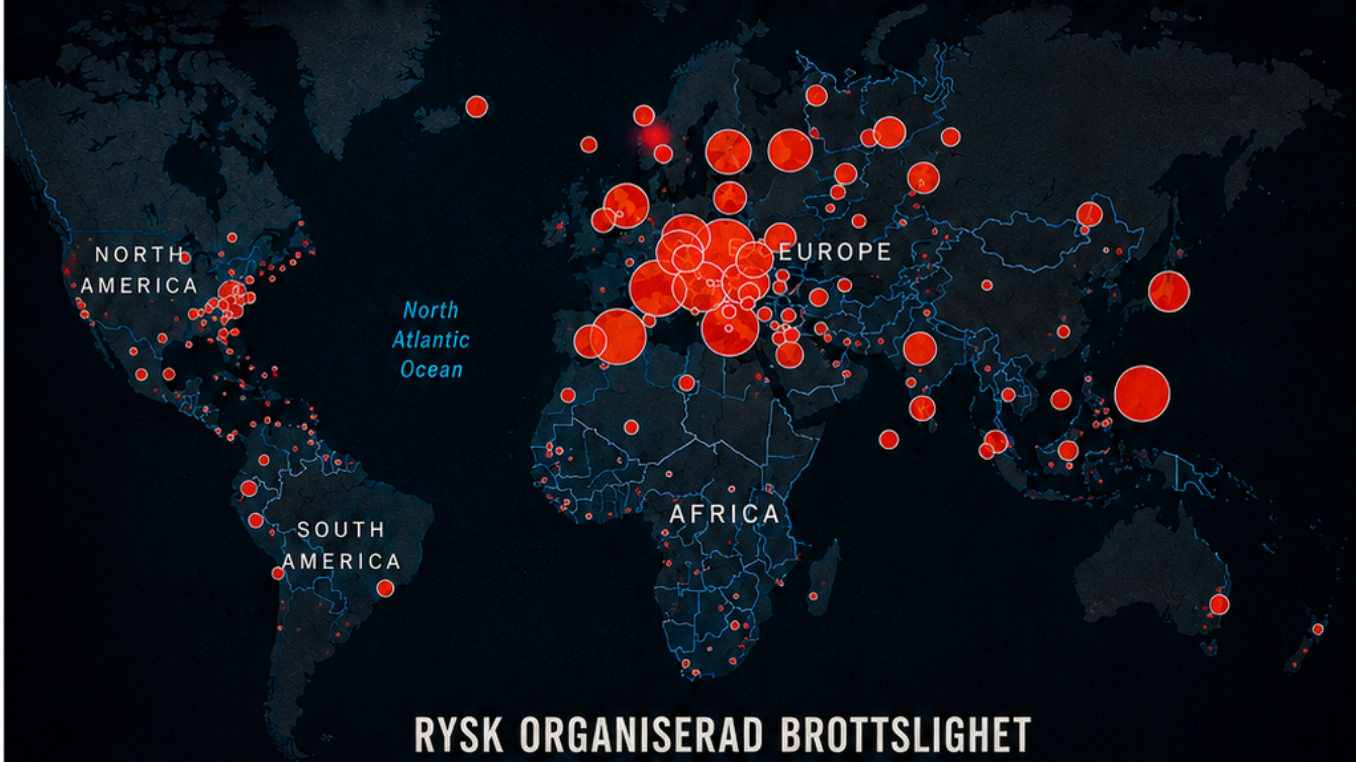 NORTH
AMERICA
EUROPE
North
Atlantic
Ocean
AFRICA
SOUTH
AMERICA
RYSK ORGANISERAD BROTTSLIGHET